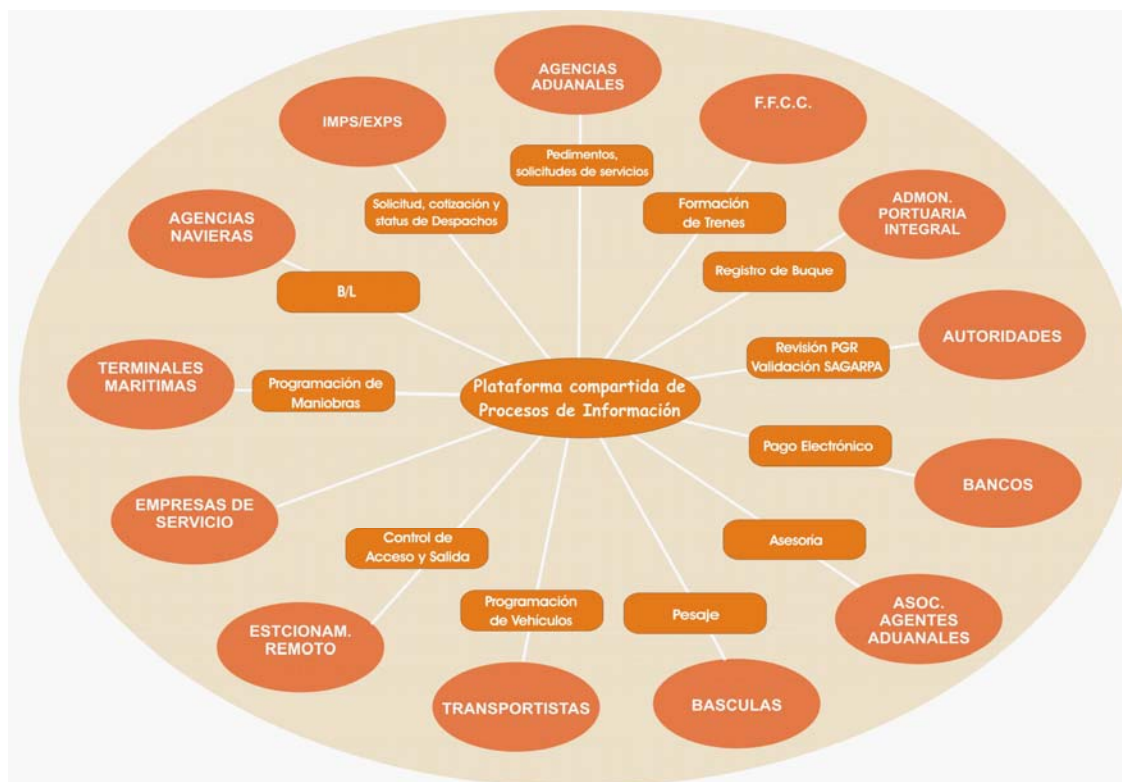 AGENCIAS
ADUANALES
F.F.C.C.
IMPS/EXPS
Pedimentos,
solicitudes de servicios
Solicitud, cotización y
status de Despachos
Formación
de Trenes
ADMON.
PORTUARIA
INTEGRAL
AGENCIAS
NAVIERAS
Registro de Buque
B/L
AUTORIDADES
Revisión PGR
Validación SAGARPA
TERMINALES
MARITIMAS
Programación de
Maniobras
Plataforma compartida de
Procesos de Información
Pago Electrónico
BANCOS
EMPRESAS DE
SERVICIO
Control de
Acceso y Salida
Asesoría
Programación
de Vehículos
Pesaje
ASOC.
AGENTES
ADUANALES
ESTCIONAM.
REMOTO
TRANSPORTISTAS
BASCULAS